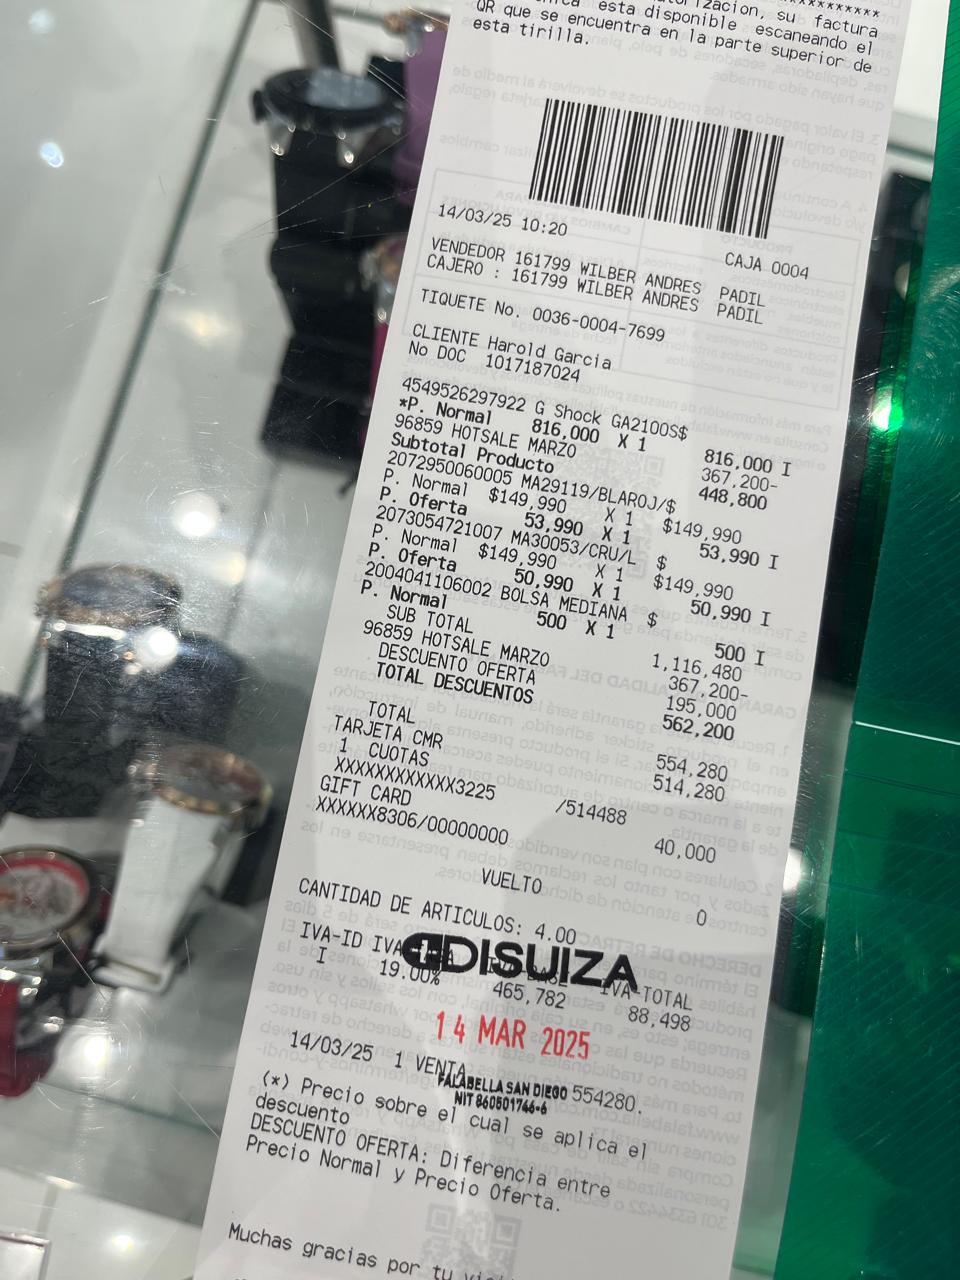 su factura
QR que se encuentra esta disponible escaneando el
esta tirilla. en la parte superior de
14/03/25 10:20 CAJA 0004
VENDEDOR 161799 WILBER ANDRES PADIL
CAJERO : 161799 WILBER ANDRES PADIL
TIQUETE No. 0036-0004-7699
CLIENTE Harold Garcia
No DOC 1017187024
4549526297922 G Shock GA2100S$
*P. Normal 816,000 X 1 816,000 I
96859 HOTSALE MARZO 367,200-
Subtotal Producto 448,800
2072950060005 MA29119/BLAROJ/$
P. Normal $149,990 X 1 $149,990
P. Oferta 53,990 X 1 53,990 I
2073054721007 MA30053/CRU/L $
P. Normal $149,990 X 1 $149,990
P. Oferta 50,990 X 1 50,990 I
2004041106002 BOLSA MEDIANA $
P. Normal 500 X 1 500 I
SUB TOTAL 1,116,480
96859 HOTSALE MARZO 367,200-
DESCUENTO OFERTA 195,000
TOTAL DESCUENTOS 562,200
TOTAL 554,280
TARJETA CMR 514,280
1 CUOTAS
XXXXXXXXXXXX3225 /514488
GIFT CARD 40,000
XXXXXX8306/00000000
VUELTO 0
CANTIDAD DE ARTICULOS: 4.00
DISUIZA
IVA-ID IVA IVA-TOTAL
I 19.00% 465,782 88,498
14 MAR 2025
14/03/25 1 VENTA 554280.
FALABELLA SAN DIEGO
NIT 860501746-6
(*) Precio sobre el cual se aplica el
descuento
DESCUENTO OFERTA: Diferencia entre
Precio Normal y Precio Oferta.
Muchas gracias por tu